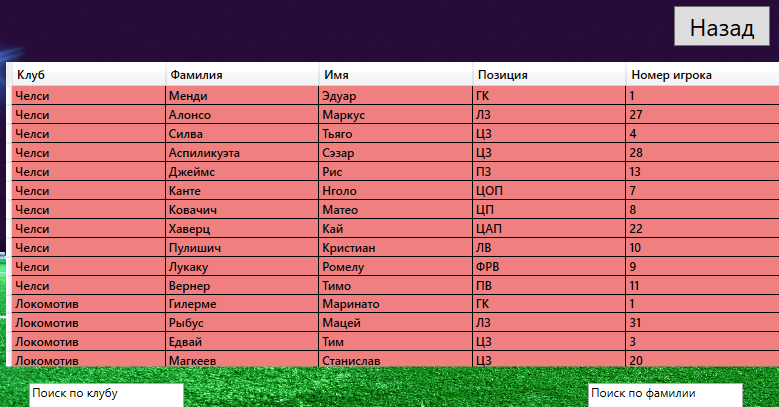 Назад
Клуб Фамилия Имя Позиция Номер игрока
Челси Менди Эдуар ГК 1
Челси Алонсо Маркус ЛЗ 27
Челси Силва Тьяго ЦЗ 4
Челси Аспиликуэта Сэзар ЦЗ 28
Челси Джеймс Рис ПЗ 13
Челси Канте Нголо ЦОП 7
Челси Ковачич Матео ЦП 8
Челси Хаверц Кай ЦАП 22
Челси Пулишич Кристиан ЛВ 10
Челси Лукаку Ромелу ФРВ 9
Челси Вернер Тимо ПВ 11
Локомотив Гилерме Маринато ГК 1
Локомотив Рыбус Мацей ЛЗ 31
Локомотив Едвай Тим ЦЗ 3
Локомотив Магкеев Станислав ЦЗ 20
Поиск по клубу Поиск по фамилии